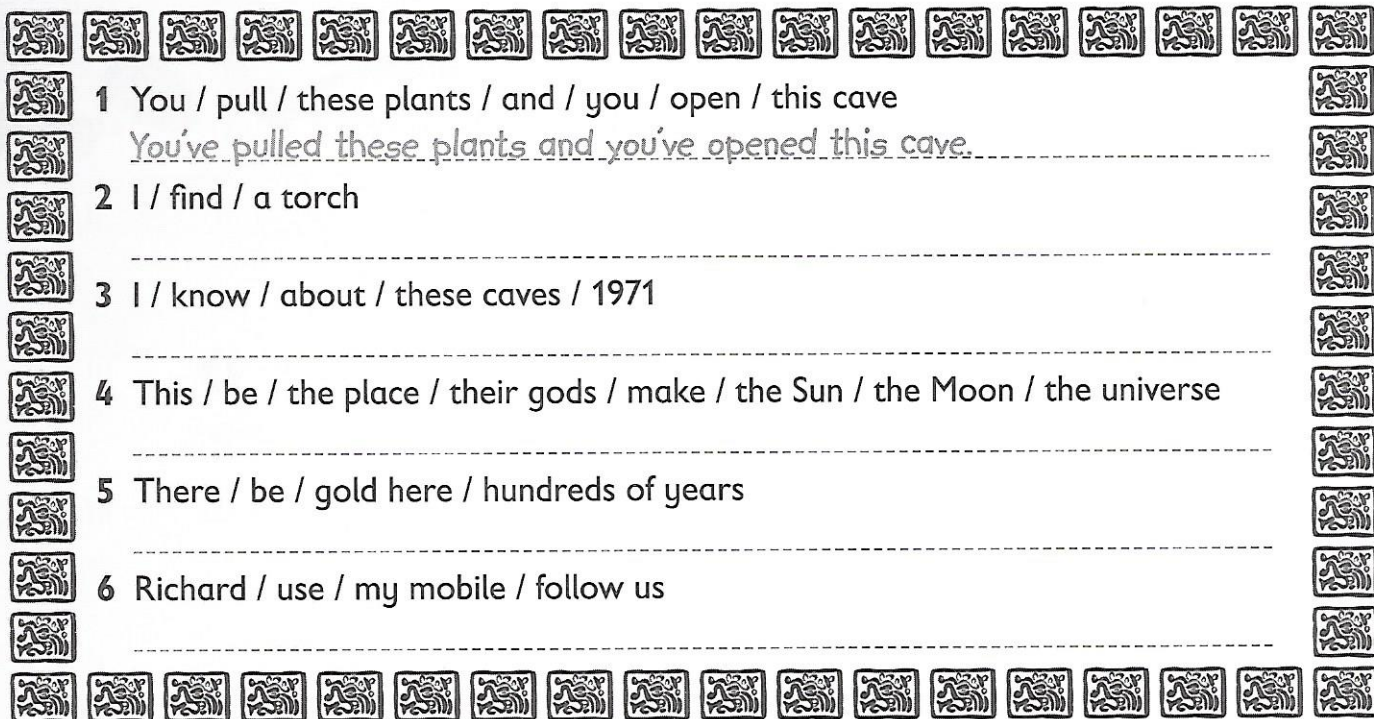 1 You / pull / these plants / and / you / open / this cave
You've pulled these plants and you've opened this cave.
2 I / find / a torch
3 I / know / about / these caves / 1971
4 This / be / the place / their gods / make / the Sun / the Moon / the universe
5 There / be / gold here / hundreds of years
6 Richard / use / my mobile / follow us